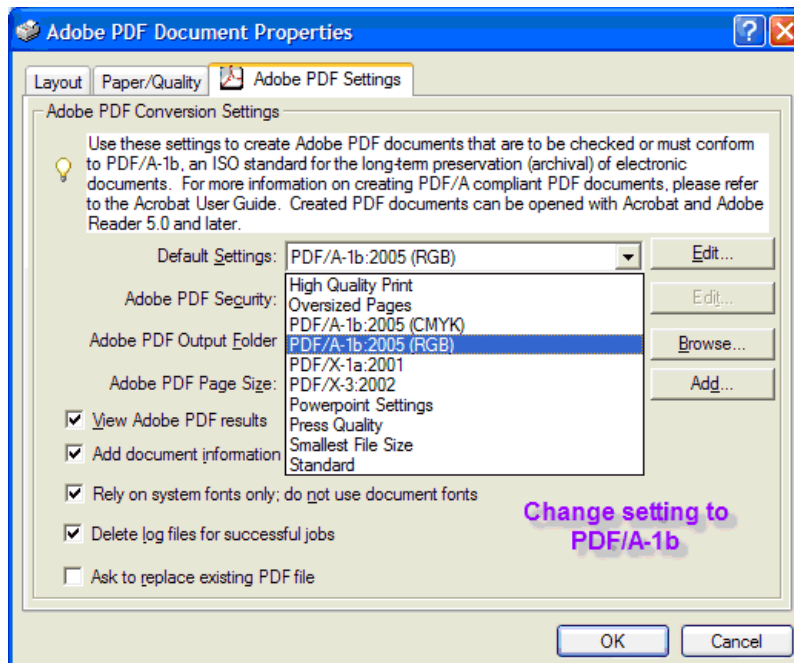 Adobe PDF Document Properties
Layout
Paper/Quality
Adobe PDF Settings
Adobe PDF Conversion Settings
Use these settings to create Adobe PDF documents that are to be checked or must conform
to PDF/A-1b, an ISO standard for the long-term preservation (archival) of electronic
documents. For more information on creating PDF/A compliant PDF documents, please refer
to the Acrobat User Guide. Created PDF documents can be opened with Acrobat and Adobe
Reader 5.0 and later.
Default Settings: PDF/A-1b:2005 (RGB) Edit...
High Quality Print
Adobe PDF Security: Oversized Pages Edit...
PDF/A-1b:2005 (CMYK)
Adobe PDF Output Folder PDF/A-1b:2005 (RGB) Browse...
PDF/X-1a:2001
Adobe PDF Page Size: PDF/X-3:2002 Add...
Powerpoint Settings
View Adobe PDF results Press Quality
Smallest File Size
Add document information Standard
Rely on system fonts only; do not use document fonts
Change setting to
PDF/A-1b
Delete log files for successful jobs
Ask to replace existing PDF file
OK
Cancel